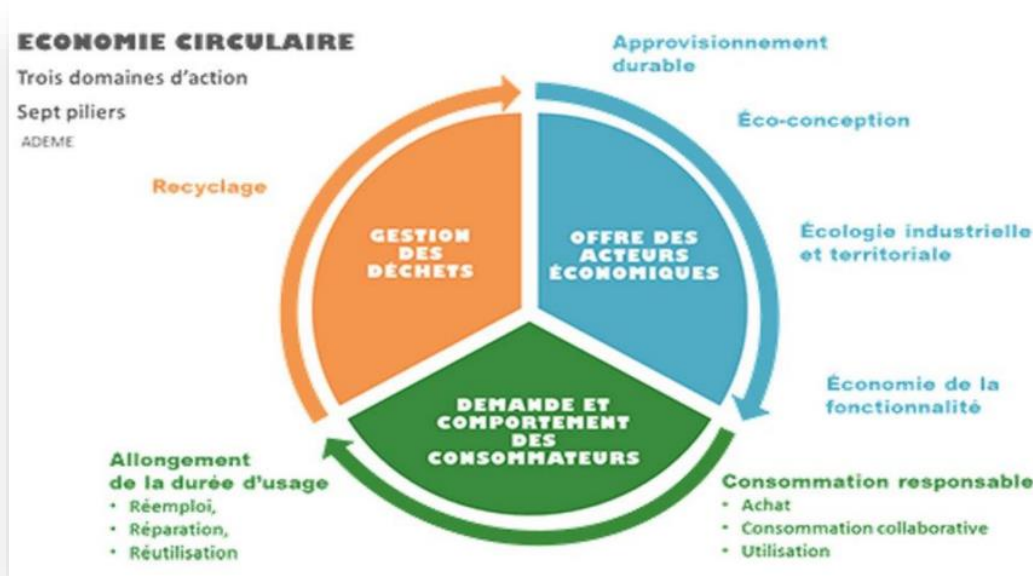 ECONOMIE CIRCULAIRE
Trois domaines d'action
Sept piliers
ADEME
Approvisionnement
durable
Éco-conception
Écologie industrielle
et territoriale
Économie de la
fonctionnalité
OFFRE DES
ACTEURS
ÉCONOMIQUES
Consommation responsable
• Achat
• Consommation collaborative
• Utilisation
DEMANDE ET
COMPORTEMENT
DES
CONSOMMATEURS
Allongement
de la durée d'usage
• Réemploi,
• Réparation,
• Réutilisation
Recyclage
GESTION
DES
DÉCHETS